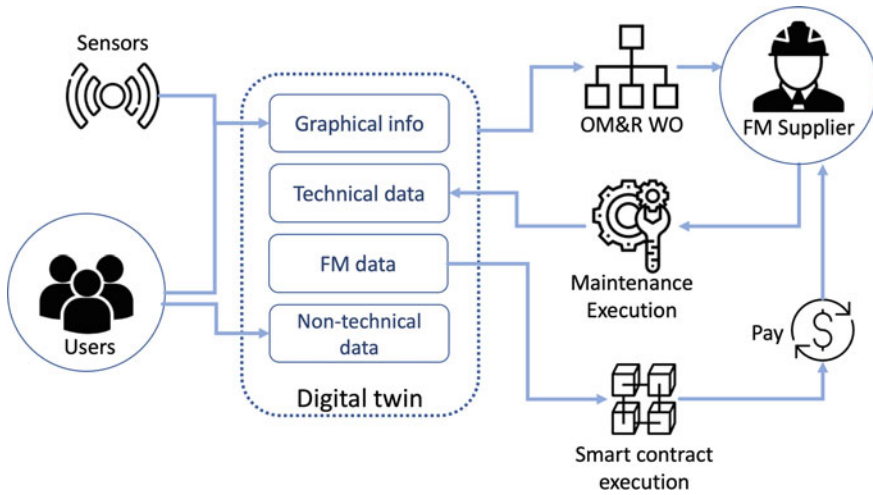 Sensors
Users
Graphical info
Technical data
FM data
Non-technical
data
Digital twin
OM&R WO
FM Supplier
Maintenance
Execution
Pay
$
Smart contract
execution